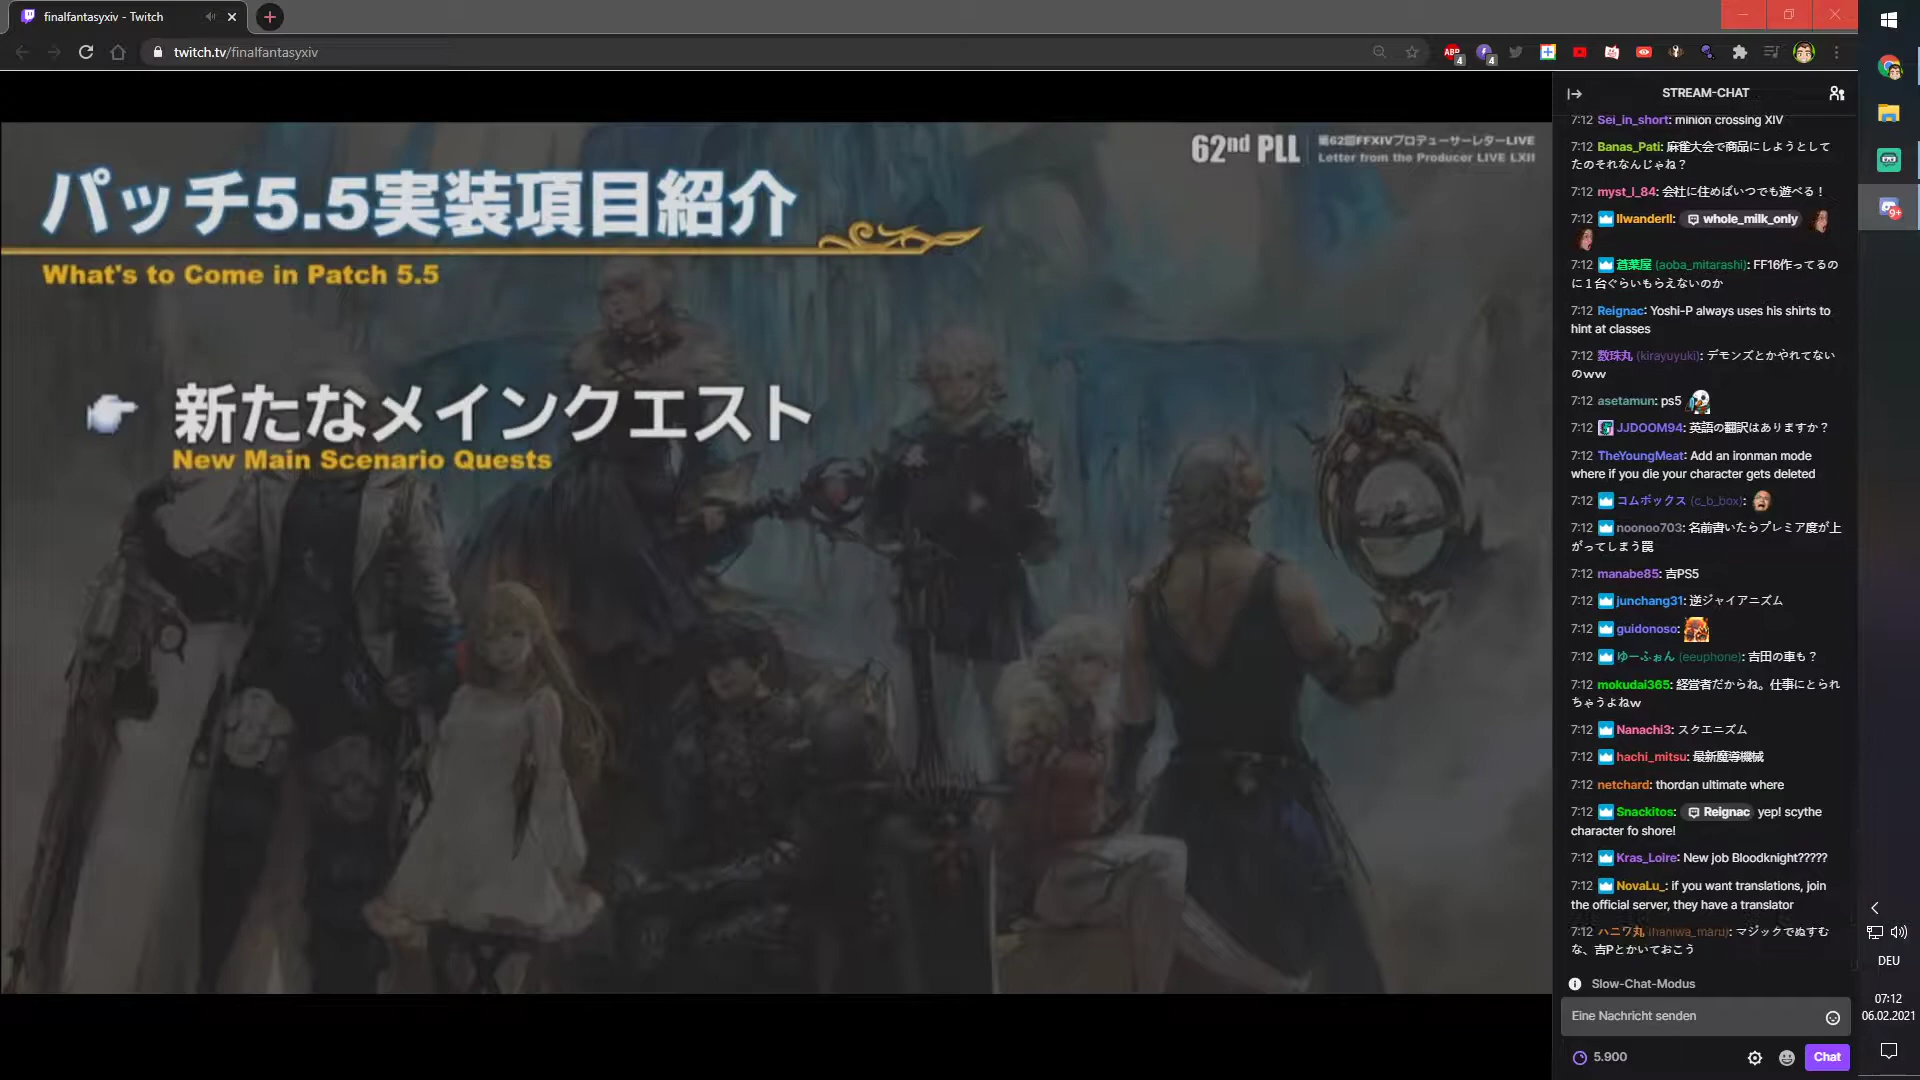 finalfantasyxiv - Twitch
twitch.tv/finalfantasyxiv
ABP
4
4
62nd PLL
第62回FFXIVプロデューサーレターLIVE
Letter from the Producer LIVE LXII
パッチ5.5実装項目紹介
What's to Come in Patch 5.5
新たなメインクエスト
New Main Scenario Quests
STREAM-CHAT
7:12 Sei_in_short: minion crossing XIV
7:12 Banas_Pati: 麻雀大会で商品にしようとして
たのそれなんじゃね？
7:12 myst_l_84: 会社に住めばいつでも遊べる！
7:12 llwanderll: whole_milk_only
7:12 蒼葉屋 (aoba_mitarashi): FF16作ってるの
に１台ぐらいもらえないのか
7:12 Reignac: Yoshi-P always uses his shirts to
hint at classes
7:12 数珠丸 (kirayuyuki): デモンズとかやれてない
のｗｗ
7:12 asetamun: ps5
7:12 JJDOOM94: 英語の翻訳はありますか？
7:12 TheYoungMeat: Add an ironman mode
where if you die your character gets deleted
7:12 コムボックス (c_b_box):
7:12 noonoo703: 名前書いたらプレミア度が上
がってしまう罠
7:12 manabe85: 吉PS5
7:12 junchang31: 逆ジャイアニズム
7:12 guidonoso:
7:12 ゆーふぉん (eeuphone): 吉田の車も？
7:12 mokudai365: 経営者だからね。仕事にとられ
ちゃうよねw
7:12 Nanachi3: スクエニズム
7:12 hachi_mitsu: 最新魔導機械
7:12 netchard: thordan ultimate where
7:12 Snackitos: Reignac yep! scythe
character fo shore!
7:12 Kras_Loire: New job Bloodknight?????
7:12 NovaLu_: if you want translations, join
the official server, they have a translator
7:12 ハニワ丸 (haniwa_maru): マジックでぬすむ
な、吉Pとかいておこう
Slow-Chat-Modus
Eine Nachricht senden
5.900
Chat
9+
DEU
07:12
06.02.2021